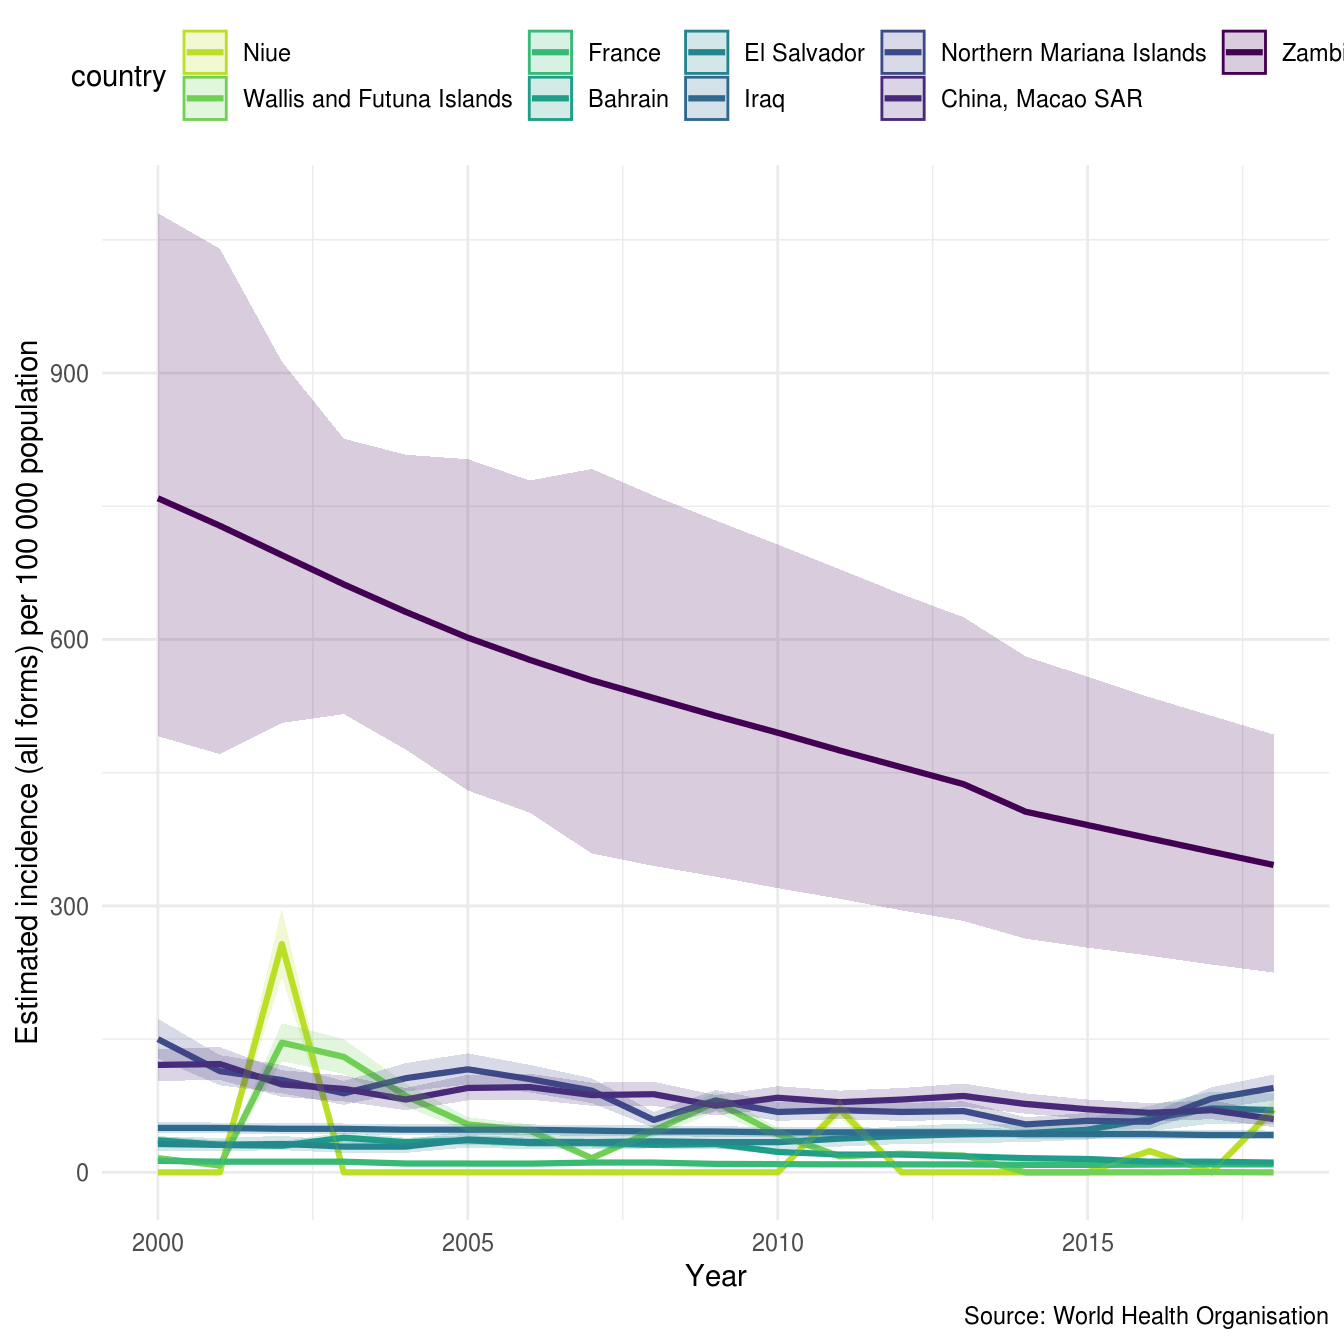 country
Niue
France
El Salvador
Northern Mariana Islands
Zambi
Wallis and Futuna Islands
Bahrain
Iraq
China, Macao SAR
Estimated incidence (all forms) per 100 000 population
900
600
300
0
2000
2005
2010
2015
Year
Source: World Health Organisation